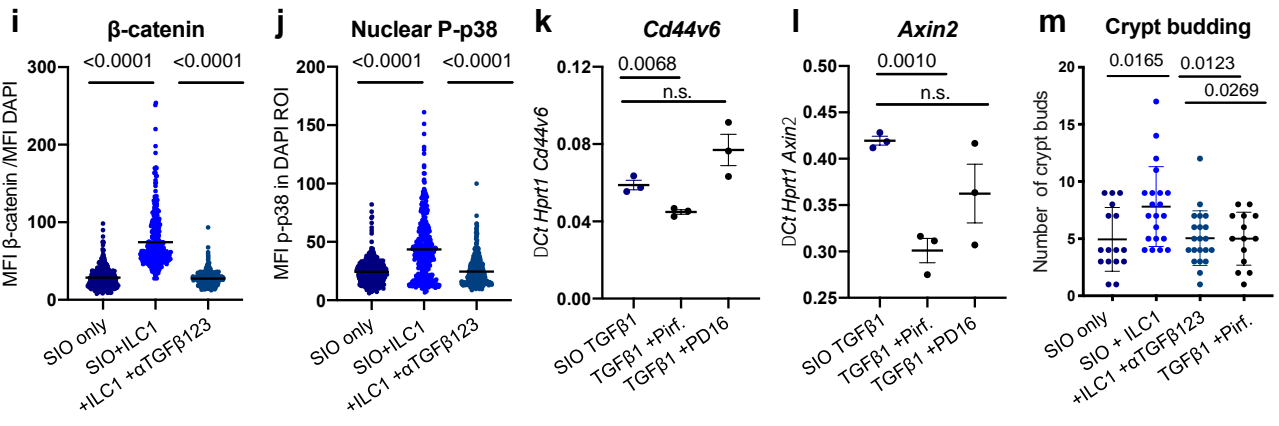 i
β-catenin
<0.0001
<0.0001
MFI β-catenin /MFI DAPI
300
200
100
0
SIO only
SIO+ILC1
+ILC1 +αTGFβ123
j
Nuclear P-p38
<0.0001
<0.0001
MFI p-p38 in DAPI ROI
200
150
100
50
0
SIO only
SIO+ILC1
+ILC1 +αTGFβ123
k
Cd44v6
0.0068
n.s.
DCt Hprt1 Cd44v6
0.12
0.08
0.04
0.00
SIO TGFβ1
TGFβ1 +Pirf.
TGFβ1 +PD16
l
Axin2
0.0010
n.s.
DCt Hprt1 Axin2
0.50
0.45
0.40
0.35
0.30
0.25
SIO TGFβ1
TGFβ1 +Pirf.
TGFβ1 +PD16
m
Crypt budding
0.0165
0.0123
0.0269
Number of crypt buds
20
15
10
5
0
SIO only
SIO + ILC1
+ILC1 +αTGFβ123
TGFβ1 +Pirf.